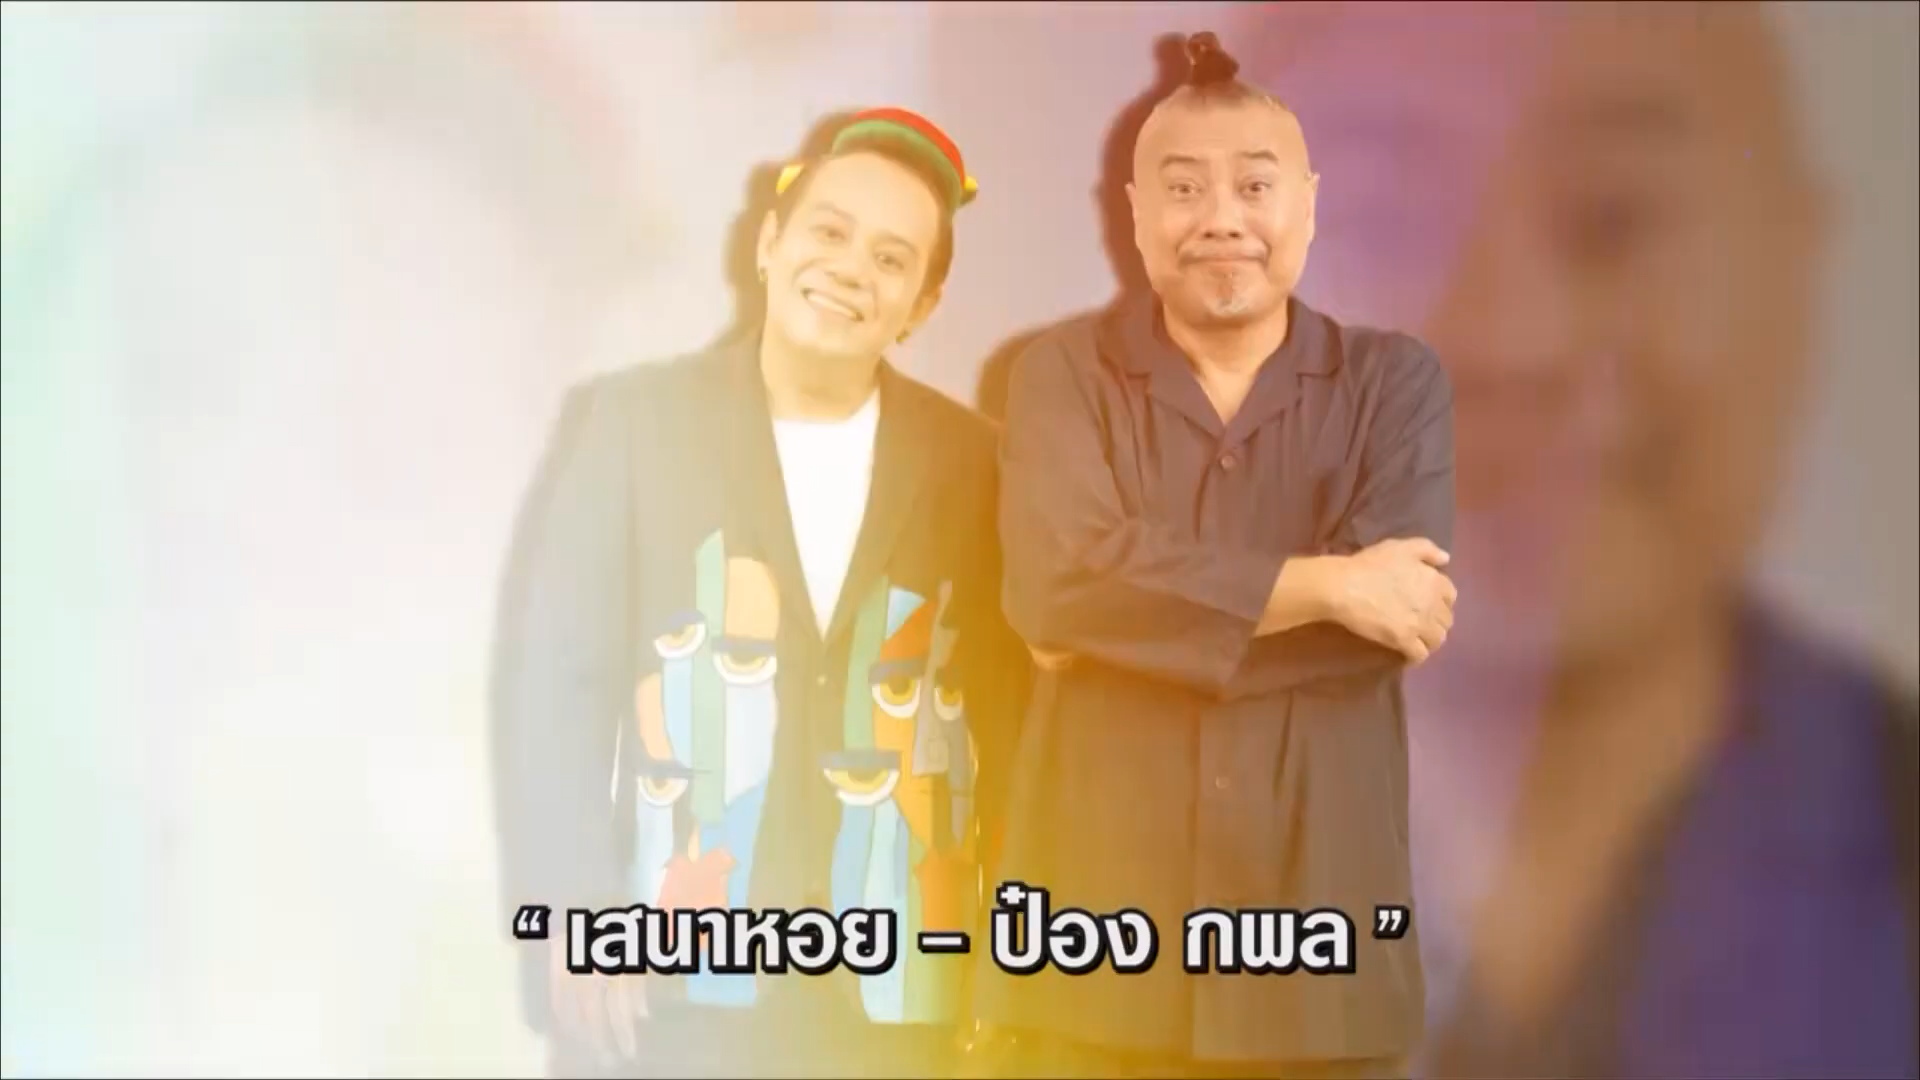 “ เสนาหอย – ป๋อง กพล ”